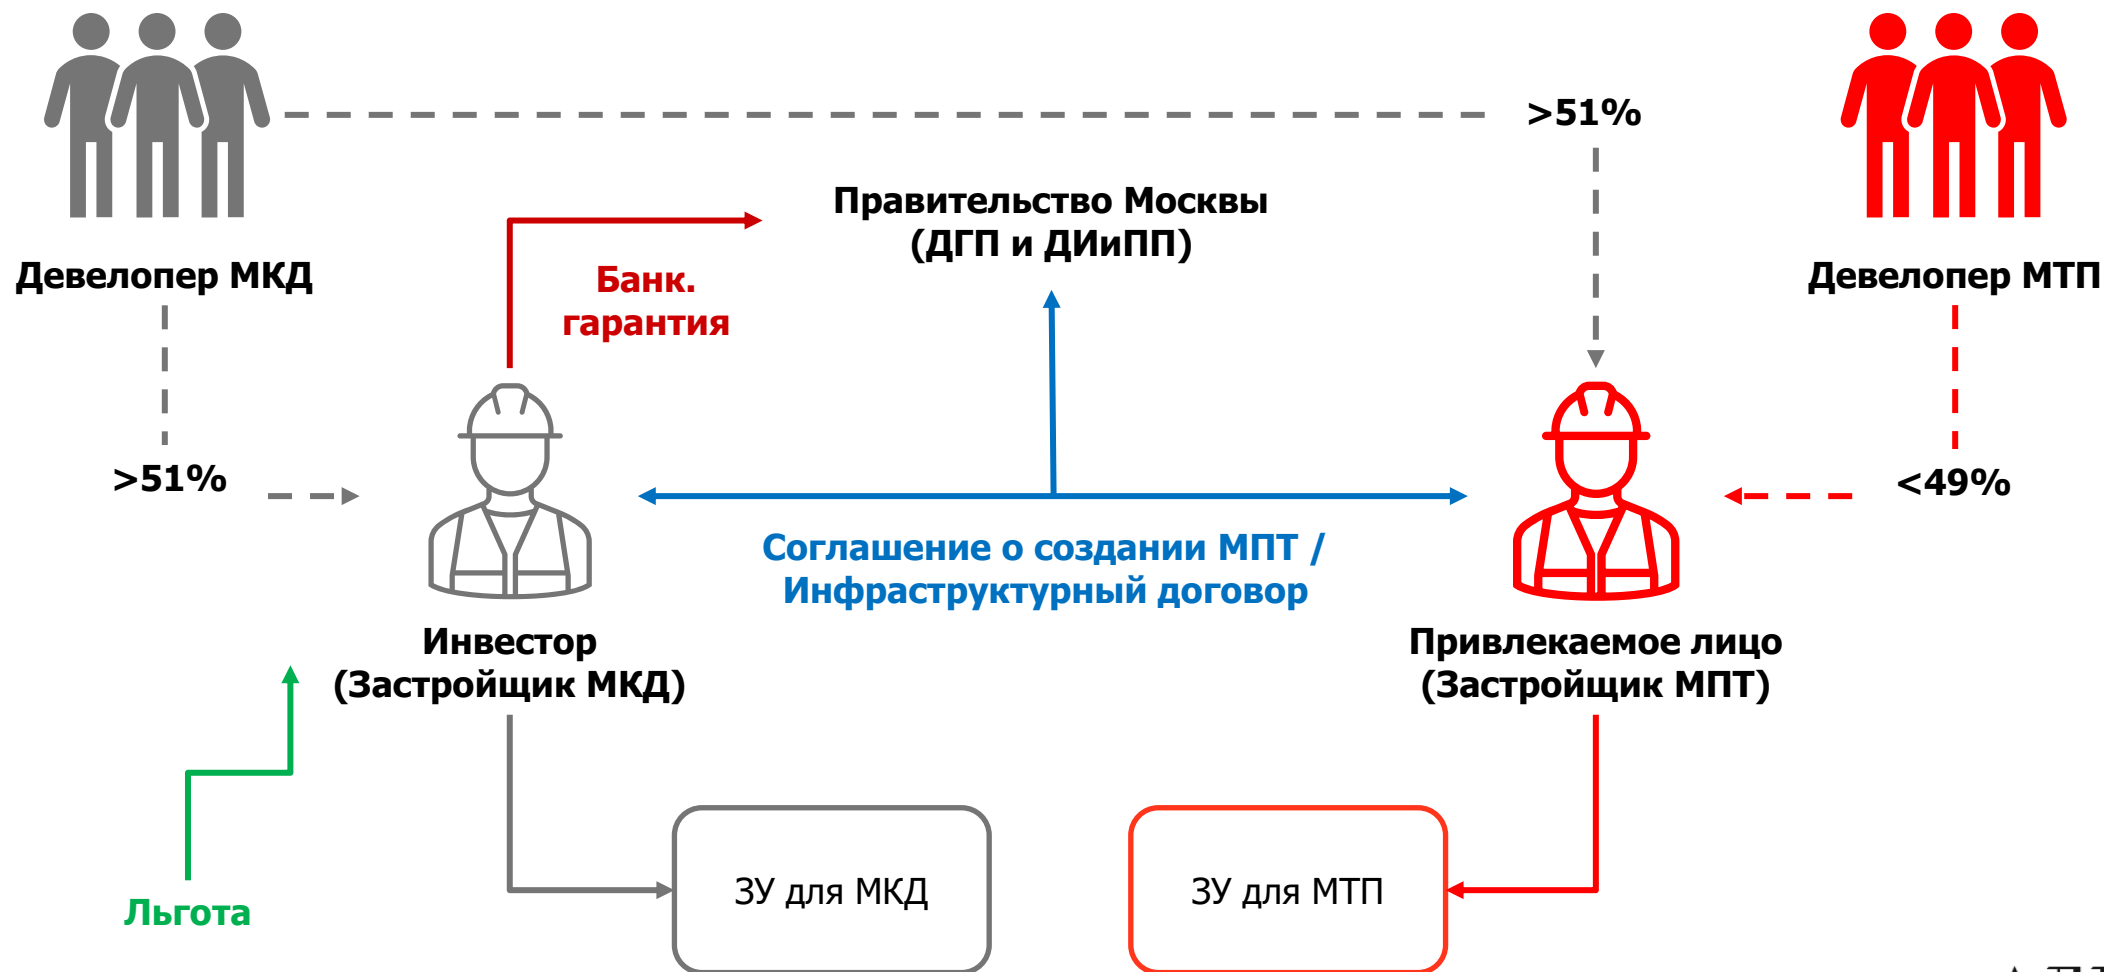 >51%
Правительство Москвы
(ДГП и ДИиПП)
Девелопер МКД
Банк.
гарантия
Девелопер МТП
>51%
<49%
Соглашение о создании МПТ /
Инфраструктурный договор
Инвестор
(Застройщик МКД)
Привлекаемое лицо
(Застройщик МПТ)
ЗУ для МКД
ЗУ для МТП
Льгота